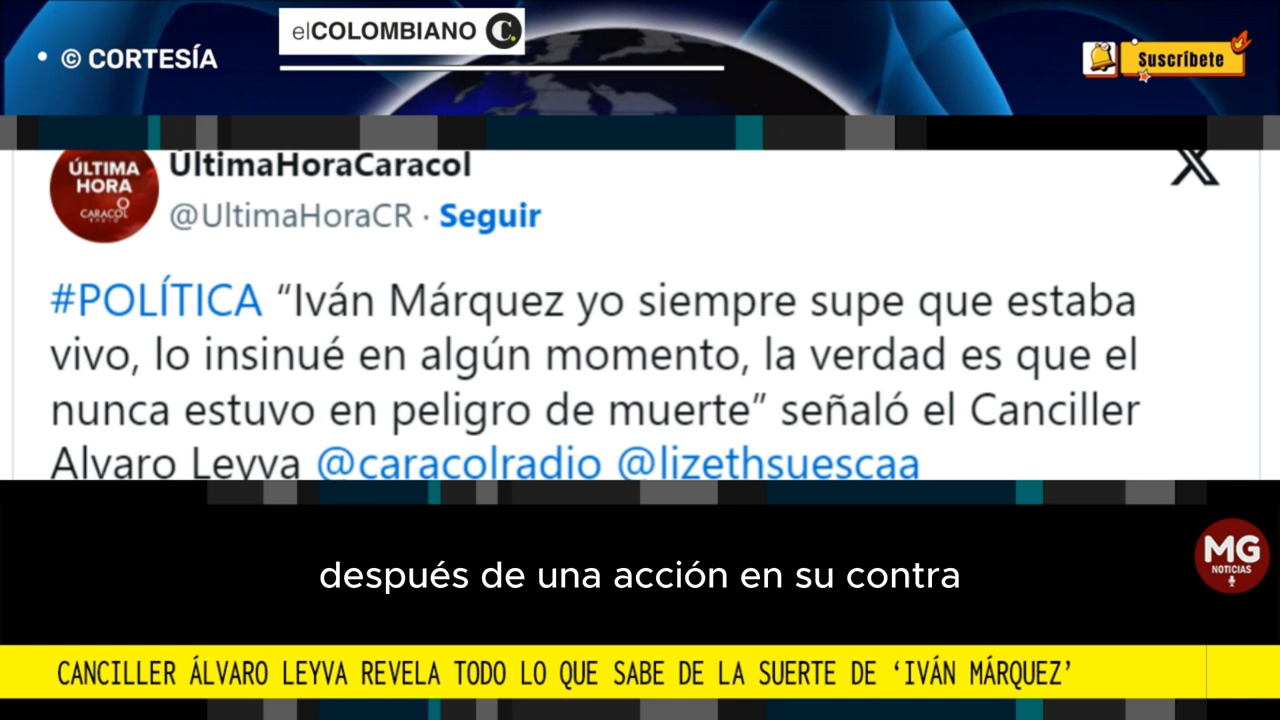 elCOLOMBIANO C.
• © CORTESÍA
Suscríbete
ÚLTIMA
HORA
CARACOL
RADIO
ÚltimaHoraCaracol
@UltimaHoraCR · Seguir
X
#POLÍTICA “Iván Márquez yo siempre supe que estaba
vivo, lo insinué en algún momento, la verdad es que el
nunca estuvo en peligro de muerte” señaló el Canciller
Alvaro Leyva @caracolradio @lizethsuescaa
después de una acción en su contra
MG
NOTICIAS
CANCILLER ÁLVARO LEYVA REVELA TODO LO QUE SABE DE LA SUERTE DE ‘IVÁN MÁRQUEZ’